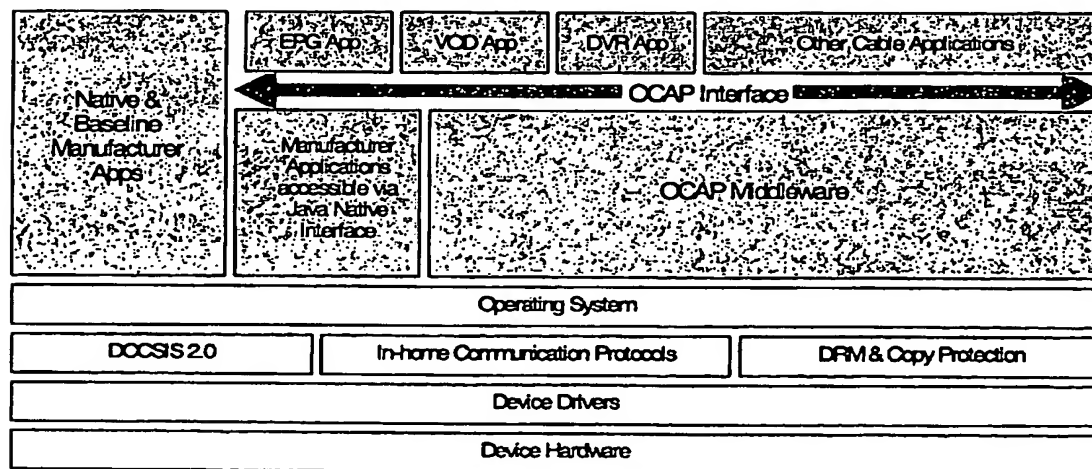 EPG App
VOD App
DVR App
Other Cable Applications
Native &
Baseline
Manufacturer
Apps
OCAP Interface
Manufacturer
Applications
accessible via
Java Native
Interface
OCAP Middleware
Operating System
DOCSIS 2.0
In-home Communication Protocols
DRM & Copy Protection
Device Drivers
Device Hardware